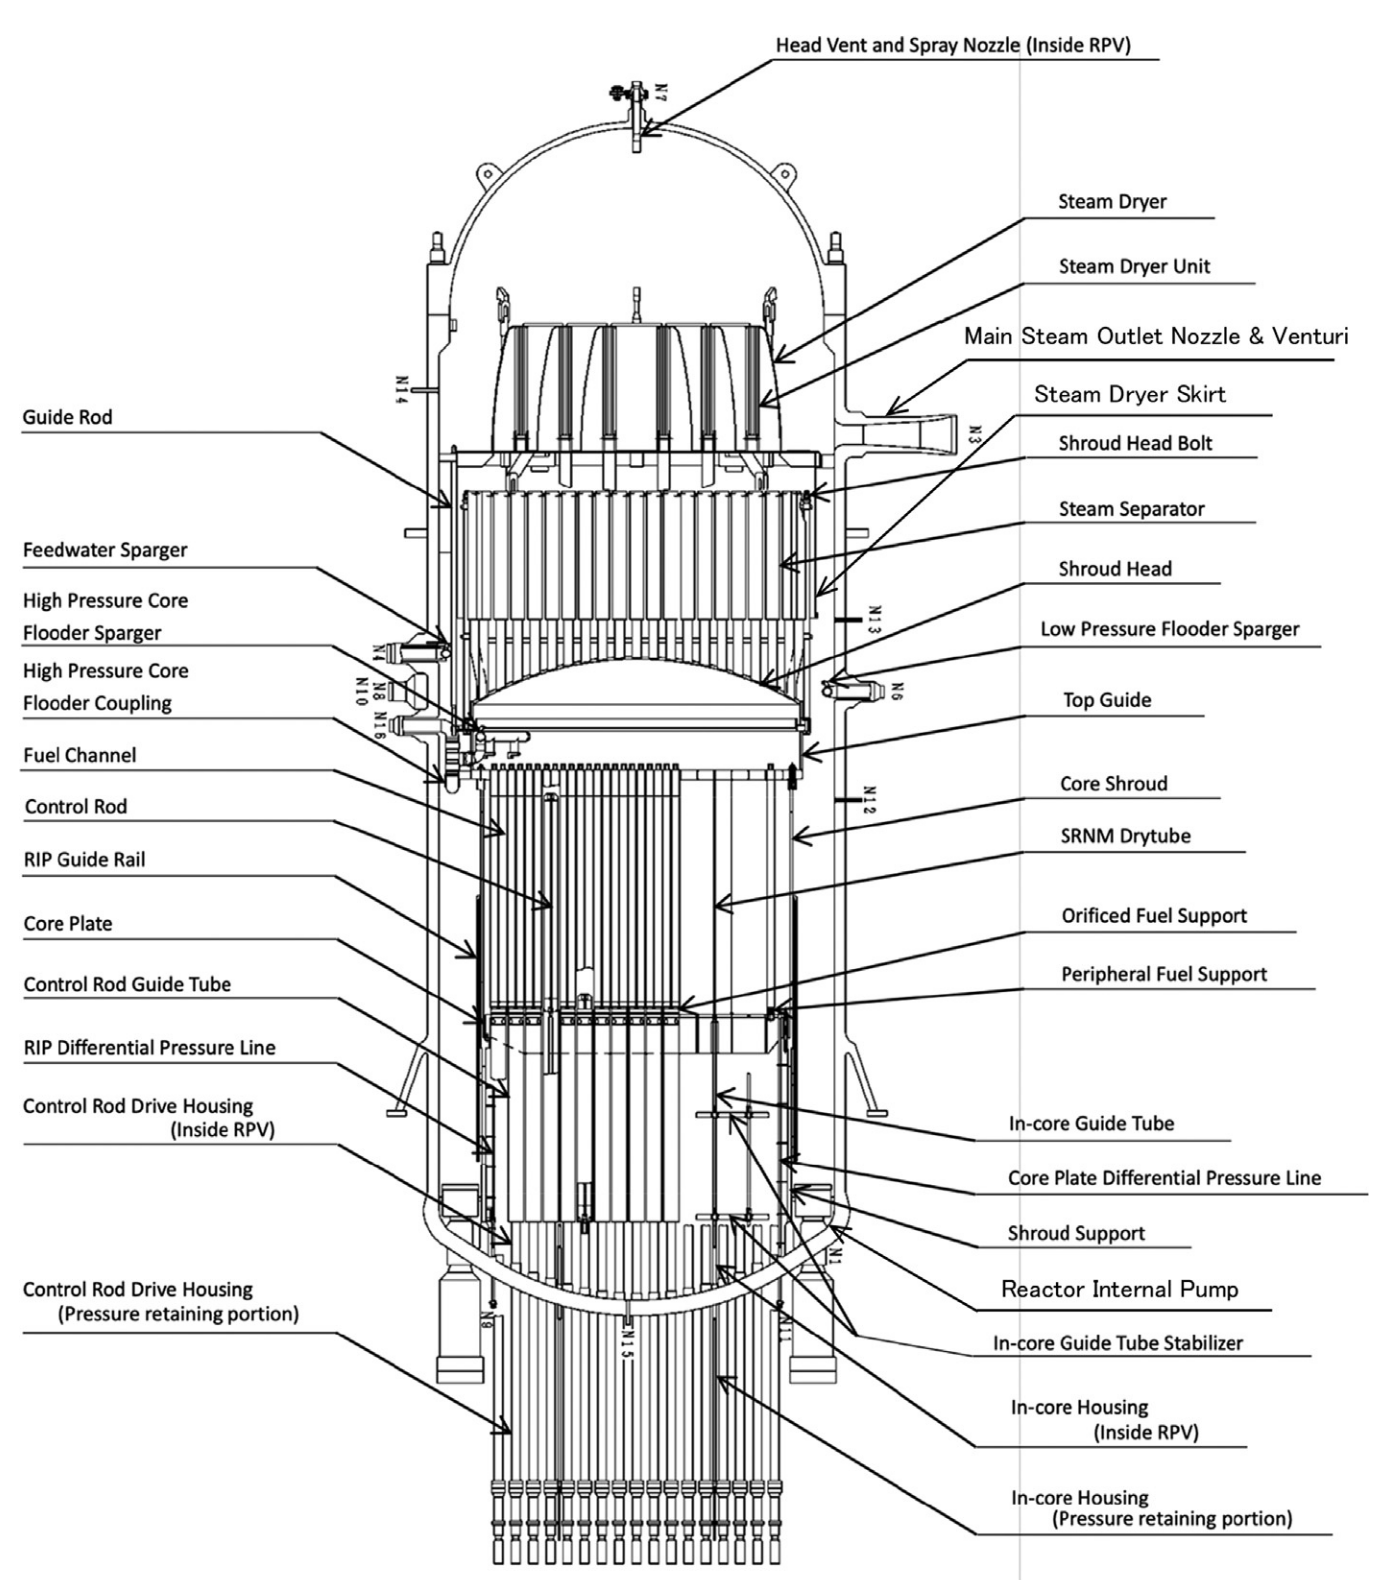 Head Vent and Spray Nozzle (Inside RPV)
N7
Steam Dryer
Steam Dryer Unit
Main Steam Outlet Nozzle & Venturi
N14
Steam Dryer Skirt
Guide Rod
N3
Shroud Head Bolt
Steam Separator
Feedwater Sparger
Shroud Head
High Pressure Core
Flooder Sparger
N13
Low Pressure Flooder Sparger
N4
High Pressure Core
Flooder Coupling
N8
N10
N6
Top Guide
N16
Fuel Channel
Core Shroud
N12
Control Rod
SRNM Drytube
RIP Guide Rail
Core Plate
Orificed Fuel Support
Control Rod Guide Tube
Peripheral Fuel Support
RIP Differential Pressure Line
Control Rod Drive Housing
(Inside RPV)
In-core Guide Tube
Core Plate Differential Pressure Line
Shroud Support
N1
Control Rod Drive Housing
(Pressure retaining portion)
Reactor Internal Pump
N9
N15
N11
In-core Guide Tube Stabilizer
In-core Housing
(Inside RPV)
In-core Housing
(Pressure retaining portion)